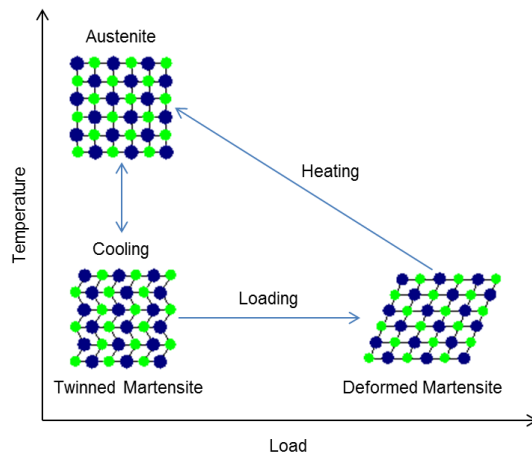 Austenite
Heating
Temperature
Cooling
Loading
Twinned Martensite
Deformed Martensite
Load